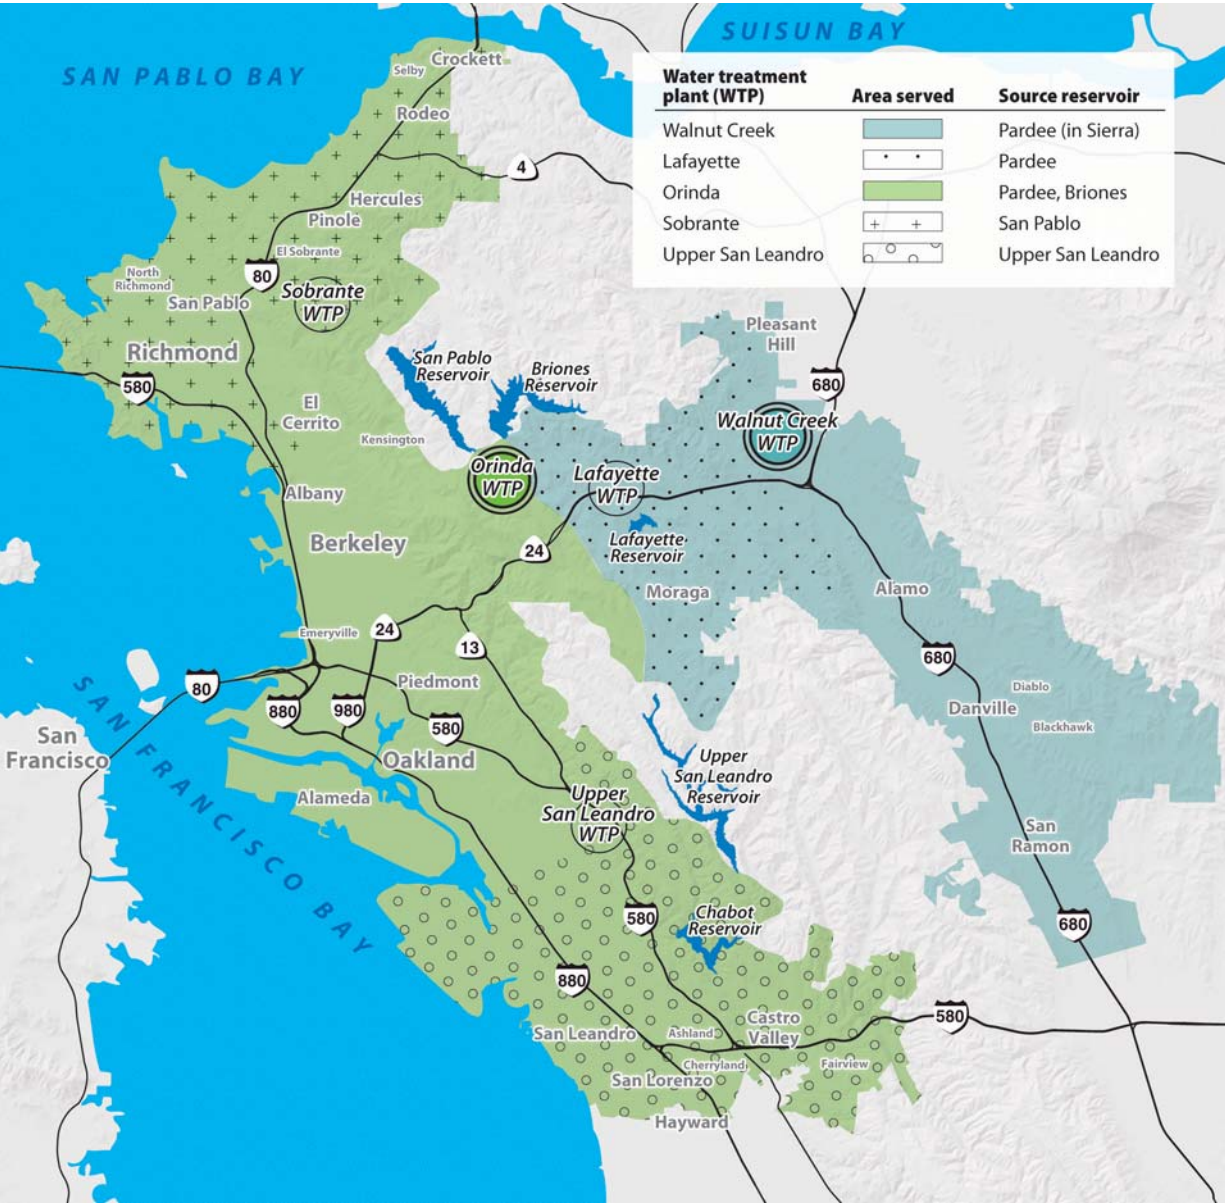 SUISUN BAY
SAN PABLO BAY
Water treatment
plant (WTP)
Area served
Source reservoir
Walnut Creek
Pardee (in Sierra)
Lafayette
Pardee
Orinda
Pardee, Briones
Sobrante
San Pablo
Upper San Leandro
Upper San Leandro
Crockett
Selby
Rodeo
4
Hercules
Pinole
El Sobrante
80
North
Richmond
San Pablo
Sobrante
WTP
Richmond
580
El
Cerrito
Kensington
San Pablo
Reservoir
Briones
Reservoir
Pleasant
Hill
680
Walnut Creek
WTP
Orinda
WTP
Lafayette
WTP
Albany
Berkeley
24
Lafayette
Reservoir
Moraga
Alamo
Emeryville
24
13
680
80
Piedmont
880
980
580
Diablo
Danville
Blackhawk
San
Francisco
SAN FRANCISCO BAY
Oakland
Alameda
Upper
San Leandro
Reservoir
Upper
San Leandro
WTP
San
Ramon
580
Chabot
Reservoir
680
880
580
San Leandro
Ashland
Castro
Valley
Cherryland
Fairview
San Lorenzo
Hayward